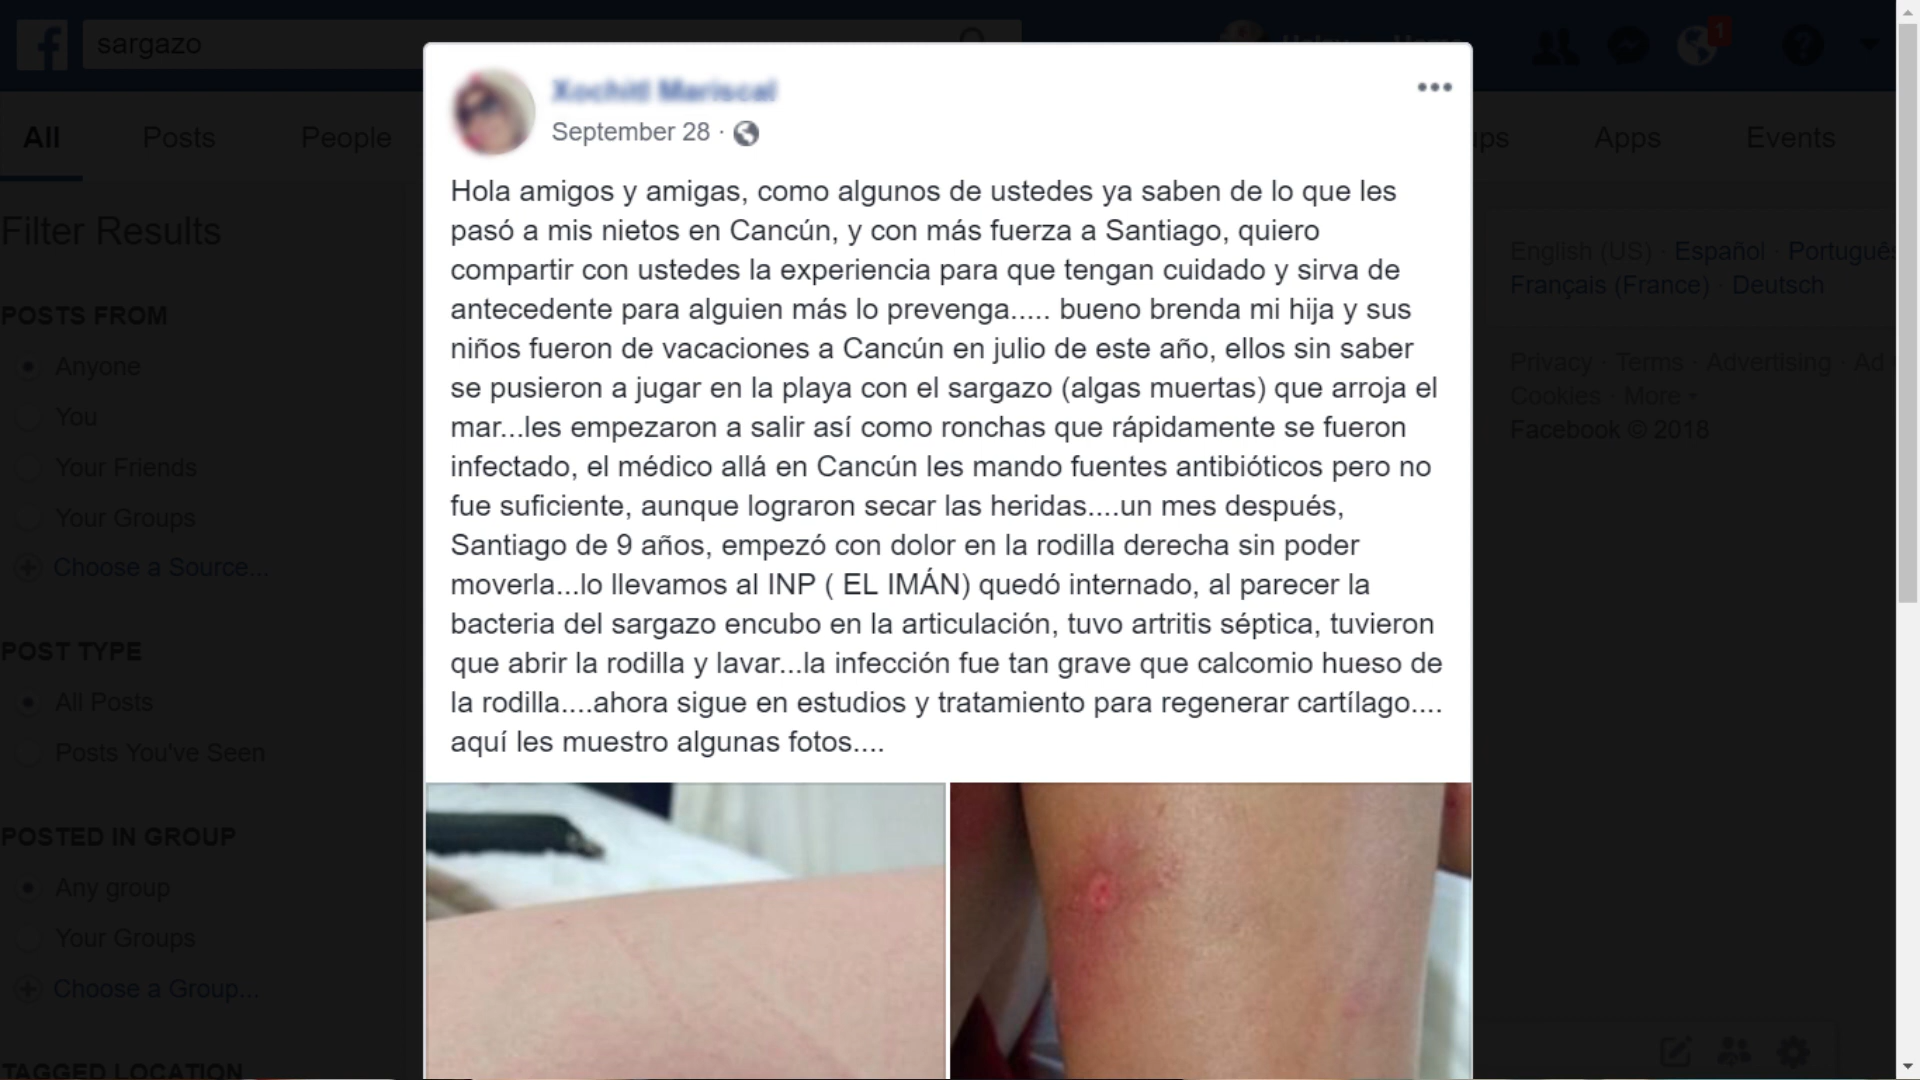 sargazo
1
All
Posts
People
Apps
Events
Filter Results
POSTS FROM
Anyone
You
Your Friends
Your Groups
Choose a Source...
POST TYPE
All Posts
Posts You've Seen
POSTED IN GROUP
Any group
Your Groups
Choose a Group...
TAGGED LOCATION
Xochitl Mariscal
September 28 ·
Hola amigos y amigas, como algunos de ustedes ya saben de lo que les
pasó a mis nietos en Cancún, y con más fuerza a Santiago, quiero
compartir con ustedes la experiencia para que tengan cuidado y sirva de
antecedente para alguien más lo prevenga..... bueno brenda mi hija y sus
niños fueron de vacaciones a Cancún en julio de este año, ellos sin saber
se pusieron a jugar en la playa con el sargazo (algas muertas) que arroja el
mar...les empezaron a salir así como ronchas que rápidamente se fueron
infectado, el médico allá en Cancún les mando fuentes antibióticos pero no
fue suficiente, aunque lograron secar las heridas....un mes después,
Santiago de 9 años, empezó con dolor en la rodilla derecha sin poder
moverla...lo llevamos al INP ( EL IMÁN) quedó internado, al parecer la
bacteria del sargazo encubo en la articulación, tuvo artritis séptica, tuvieron
que abrir la rodilla y lavar...la infección fue tan grave que calcomio hueso de
la rodilla....ahora sigue en estudios y tratamiento para regenerar cartílago....
aquí les muestro algunas fotos....
English (US) · Español · Português
Français (France) · Deutsch
Privacy · Terms · Advertising · Ad
Cookies · More
Facebook © 2018